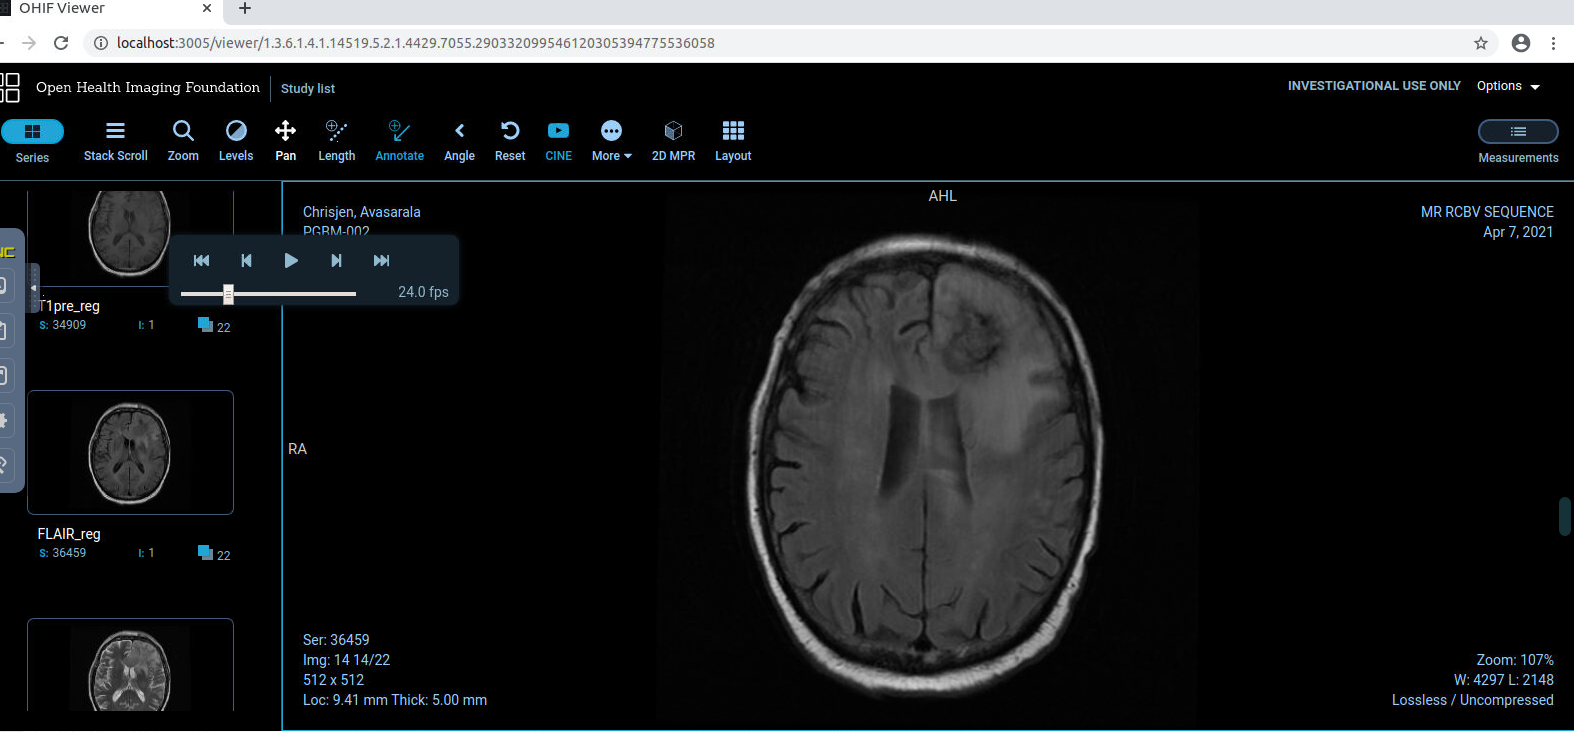 OHIF Viewer
localhost:3005/viewer/1.3.6.1.4.1.14519.5.2.1.4429.7055.290332099546120305394775536058
Open Health Imaging Foundation
Study list
INVESTIGATIONAL USE ONLY
Options
Series
Stack Scroll
Zoom
Levels
Pan
Length
Annotate
Angle
Reset
CINE
More
2D MPR
Layout
Measurements
AHL
Chrisjen, Avasarala
PGBM-002
MR RCBV SEQUENCE
Apr 7, 2021
24.0 fps
T1pre_reg
S: 34909 I: 1 22
RA
FLAIR_reg
S: 36459 I: 1 22
Ser: 36459
Img: 14 14/22
512 x 512
Loc: 9.41 mm Thick: 5.00 mm
Zoom: 107%
W: 4297 L: 2148
Lossless / Uncompressed